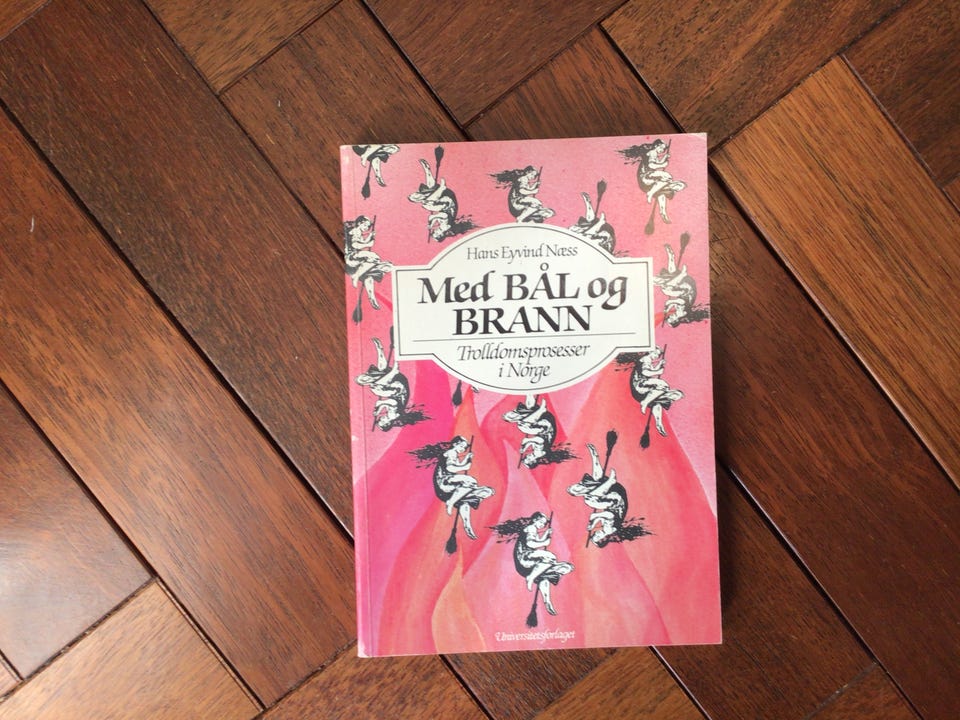 Hans Eyvind Næss
Med BÅL og
BRANN
Trolldomsprosesser
i Norge
Universitetsforlaget